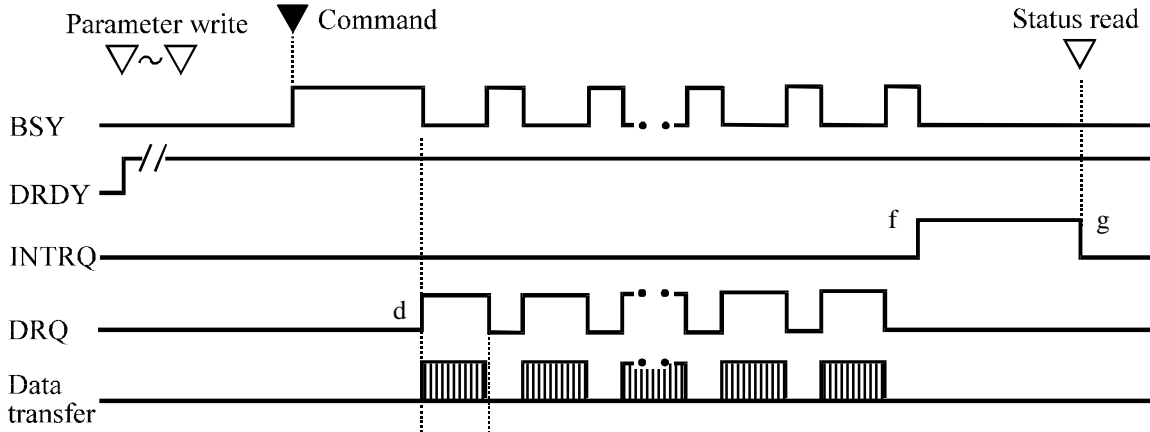 Parameter write
Command
Status read
BSY
DRDY
f
g
INTRQ
d
DRQ
Data
transfer